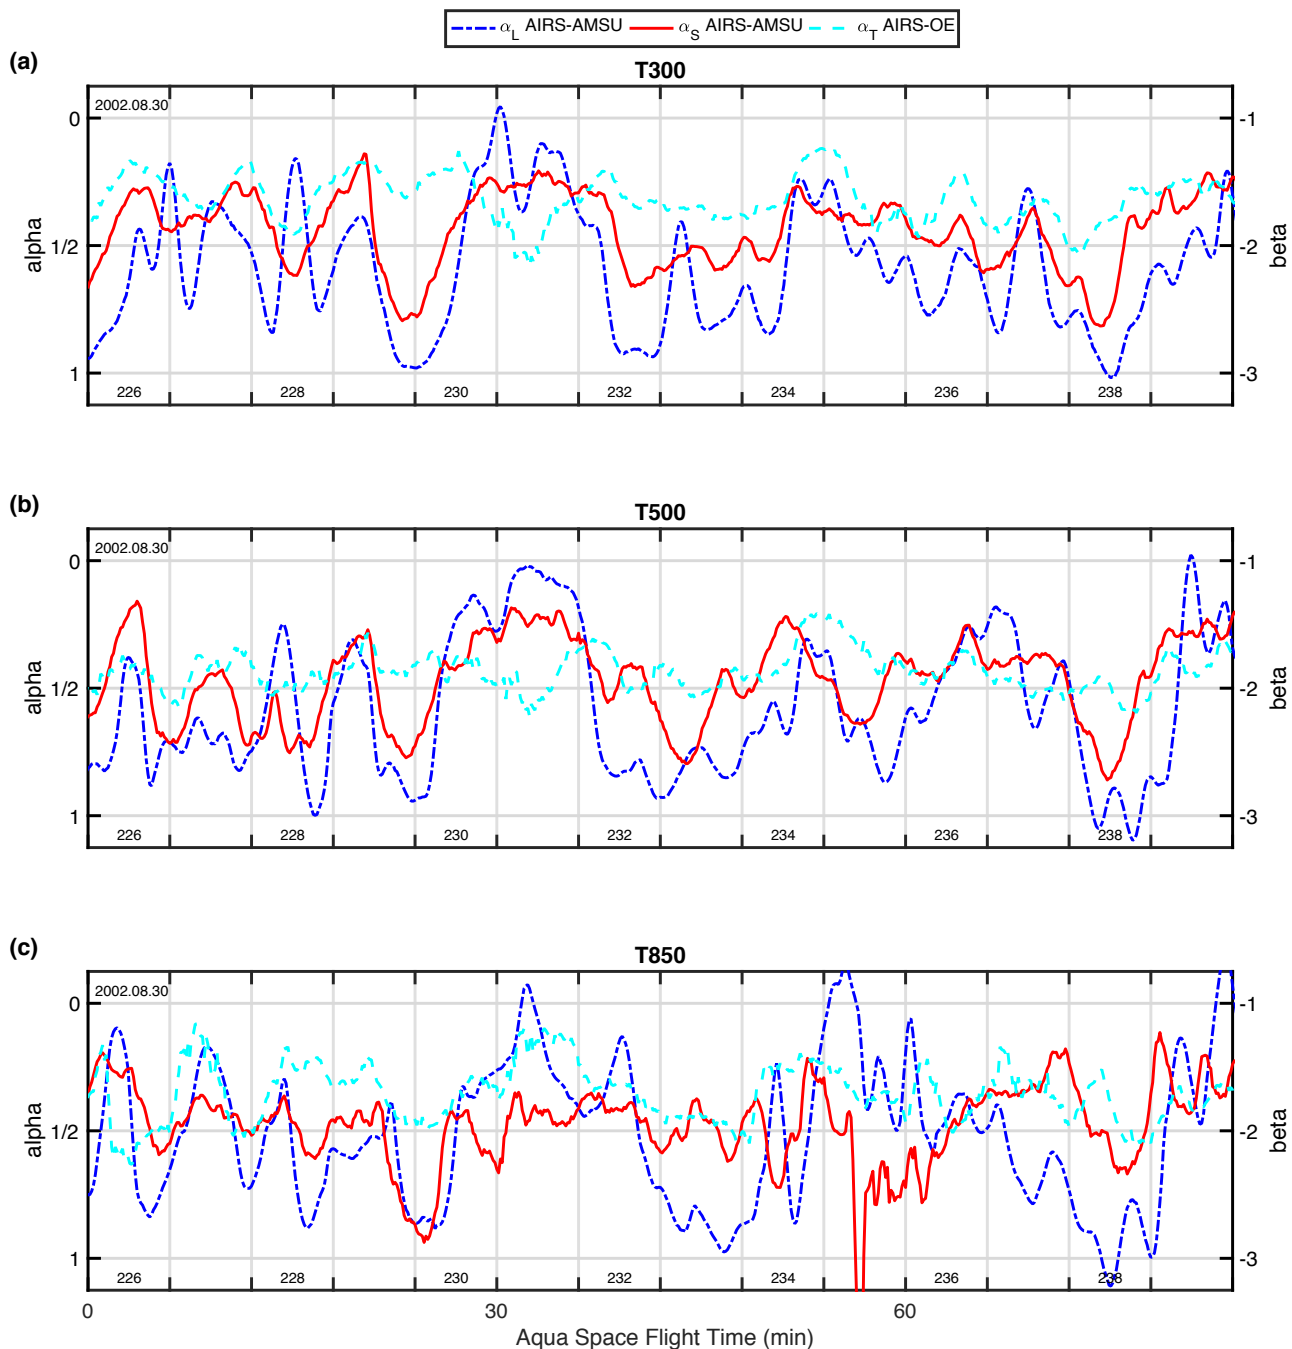 α_L AIRS-AMSU α_S AIRS-AMSU α_T AIRS-OE
(a)
T300
2002.08.30
0 -1
alpha 1/2 -2 beta
1 -3
226 228 230 232 234 236 238
(b)
T500
2002.08.30
0 -1
alpha 1/2 -2 beta
1 -3
226 228 230 232 234 236 238
(c)
T850
2002.08.30
0 -1
alpha 1/2 -2 beta
1 -3
226 228 230 232 234 236 238
0 30 60
Aqua Space Flight Time (min)